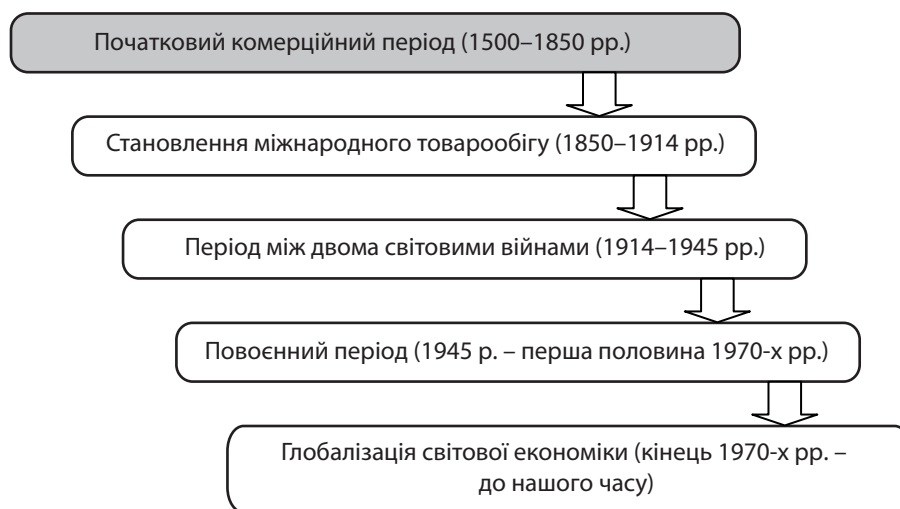 Початковий комерційний період (1500–1850 рр.)
Становлення міжнародного товарообігу (1850–1914 рр.)
Період між двома світовими війнами (1914–1945 рр.)
Повоєнний період (1945 р. – перша половина 1970-х рр.)
Глобалізація світової економіки (кінець 1970-х рр. –
до нашого часу)